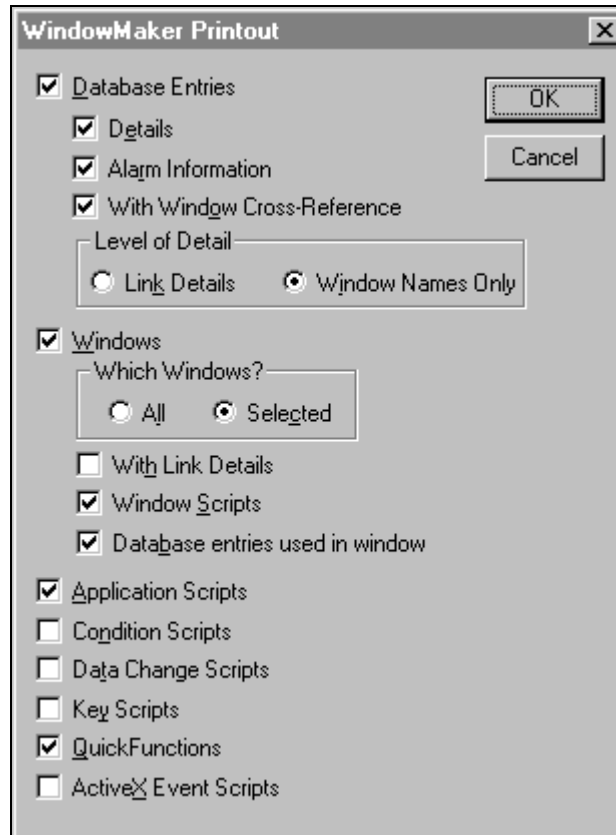 WindowMaker Printout
Database Entries
OK
Details
Cancel
Alarm Information
With Window Cross-Reference
Level of Detail
Link Details Window Names Only
Windows
Which Windows?
All Selected
With Link Details
Window Scripts
Database entries used in window
Application Scripts
Condition Scripts
Data Change Scripts
Key Scripts
QuickFunctions
ActiveX Event Scripts